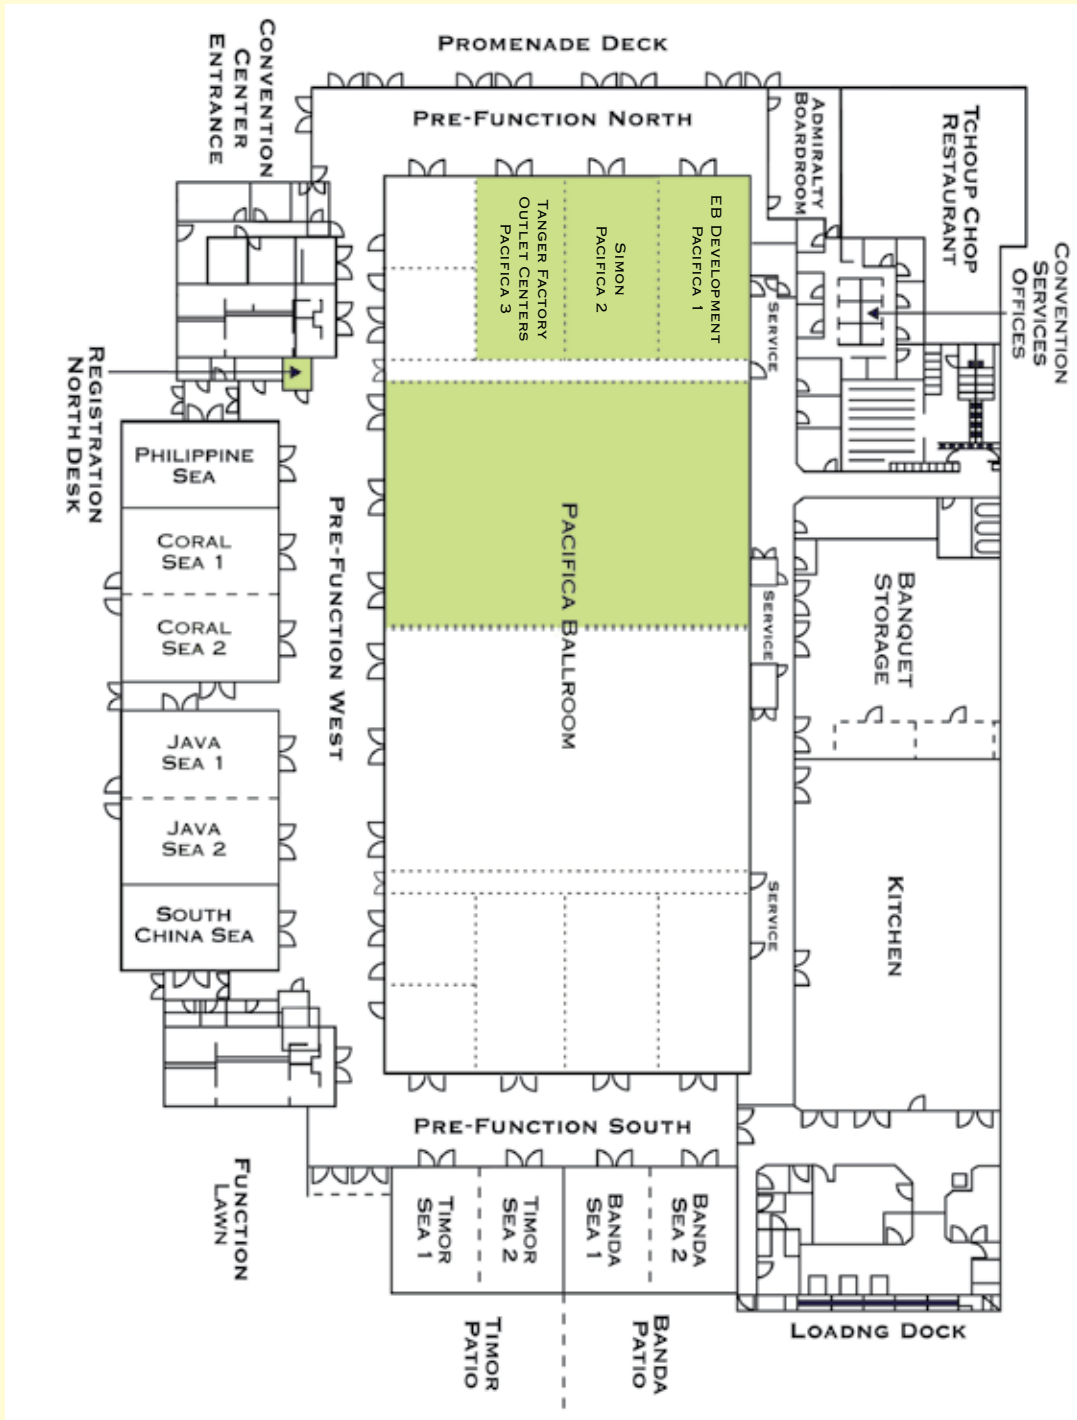 Promenade Deck
Convention
Center
Entrance
Pre-Function North
Admiralty
Boardroom
Tchoup Chop
Restaurant
Convention
Services
Offices
Tanger Factory
Outlet Centers
Pacifica 3
Simon
Pacifica 2
EB Development
Pacifica 1
Service
Registration
North Desk
Philippine
Sea
Coral
Sea 1
Coral
Sea 2
Pre-Function West
Pacifica Ballroom
Service
Banquet
Storage
Java
Sea 1
Java
Sea 2
South
China Sea
Service
Kitchen
Pre-Function South
Function
Lawn
Timor
Sea 1
Timor
Sea 2
Banda
Sea 1
Banda
Sea 2
Timor
Patio
Banda
Patio
Loadng Dock